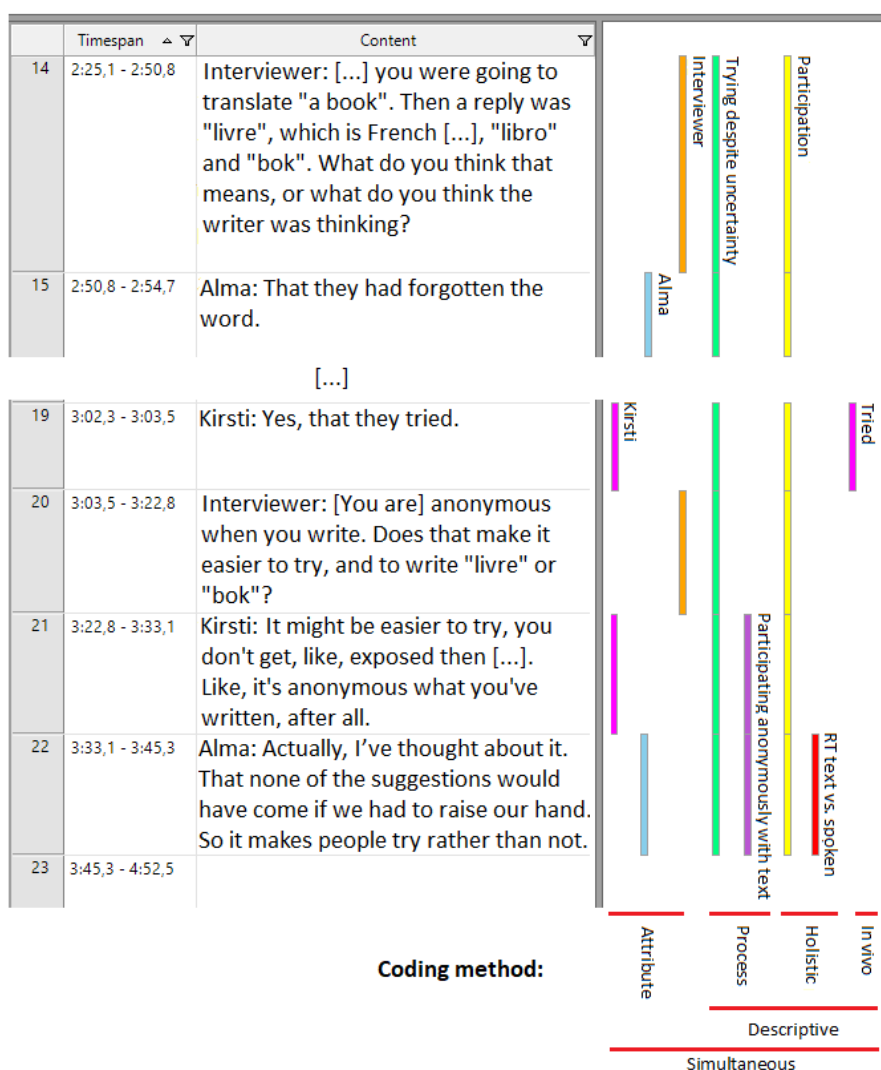 Timespan Content
14 2:25,1 - 2:50,8 Interviewer: [...] you were going to
translate "a book". Then a reply was
"livre", which is French [...], "libro"
and "bok". What do you think that
means, or what do you think the
writer was thinking?
15 2:50,8 - 2:54,7 Alma: That they had forgotten the
word.
[...]
19 3:02,3 - 3:03,5 Kirsti: Yes, that they tried.
20 3:03,5 - 3:22,8 Interviewer: [You are] anonymous
when you write. Does that make it
easier to try, and to write "livre" or
"bok"?
21 3:22,8 - 3:33,1 Kirsti: It might be easier to try, you
don't get, like, exposed then [...].
Like, it's anonymous what you've
written, after all.
22 3:33,1 - 3:45,3 Alma: Actually, I've thought about it.
That none of the suggestions would
have come if we had to raise our hand.
So it makes people try rather than not.
23 3:45,3 - 4:52,5
Interviewer
Trying despite uncertainty
Participation
Alma
Kirsti
Tried
Participating anonymously with text
RT text vs. spoken
Coding method:
Attribute
Process
Holistic
In vivo
Descriptive
Simultaneous